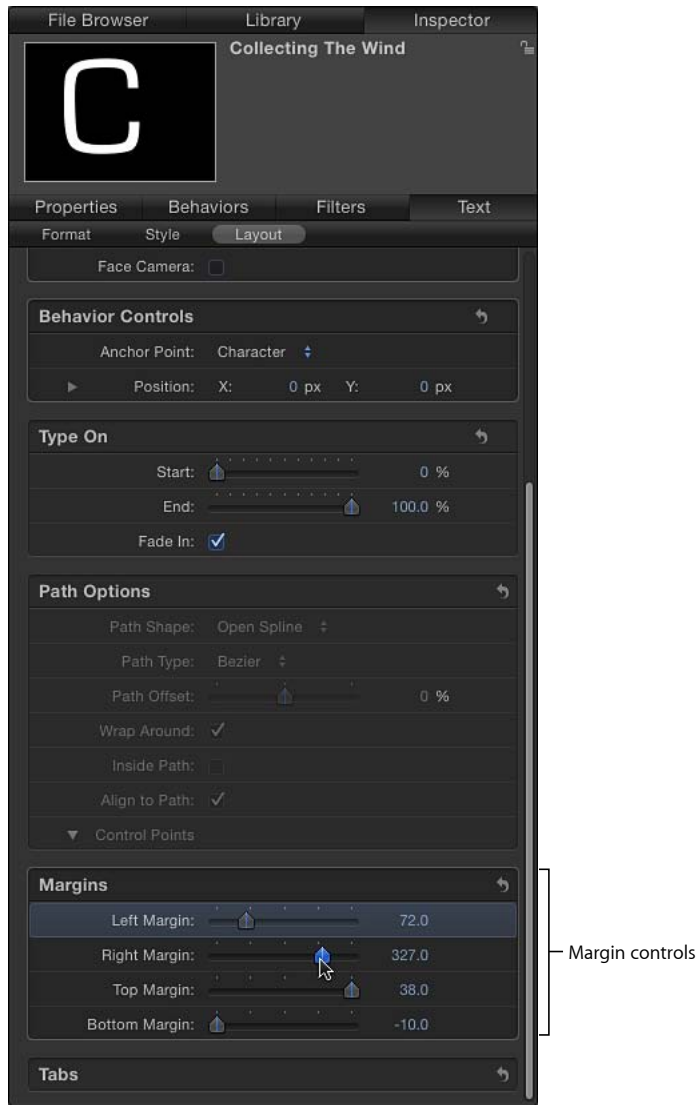 File Browser Library Inspector
Collecting The Wind
C
Properties Behaviors Filters Text
Format Style Layout
Face Camera:
Behavior Controls
Anchor Point: Character
Position: X: 0 px Y: 0 px
Type On
Start: 0 %
End: 100.0 %
Fade In:
Path Options
Path Shape: Open Spline
Path Type: Bezier
Path Offset: 0 %
Wrap Around:
Inside Path:
Align to Path:
Control Points
Margins
Left Margin: 72.0
Right Margin: 327.0
Margin controls
Top Margin: 38.0
Bottom Margin: -10.0
Tabs